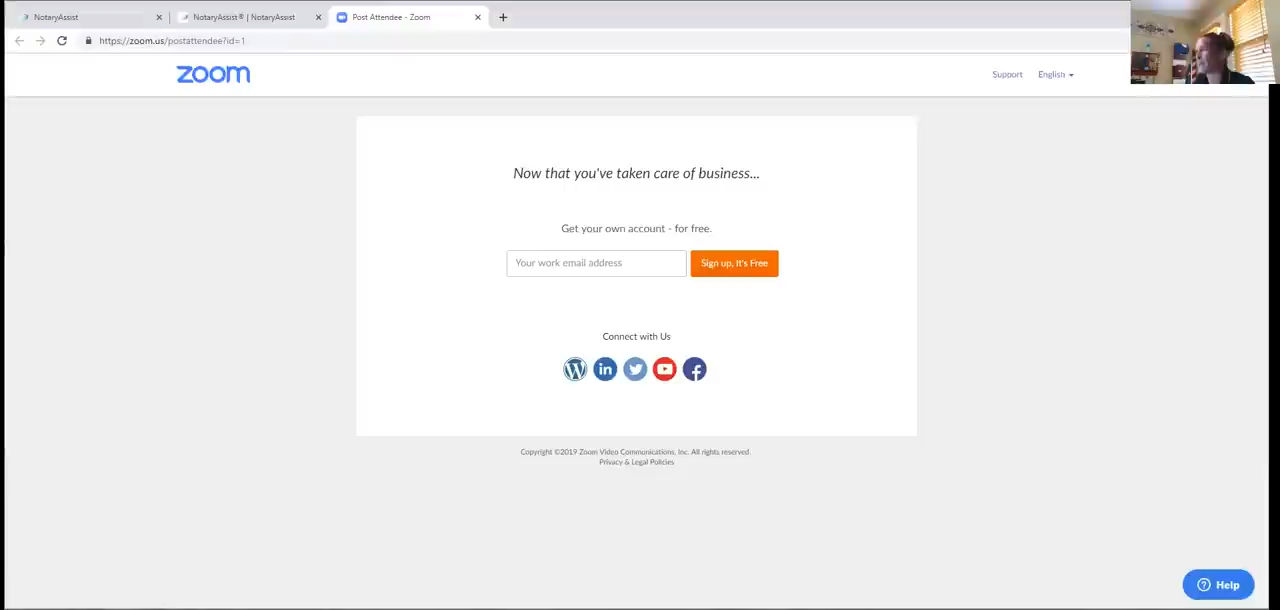 NotaryAssist
NotaryAssist® | NotaryAssist
Post Attendee - Zoom
https://zoom.us/postattendee?id=1
zoom
Support
English
Now that you've taken care of business...
Get your own account - for free.
Your work email address
Sign up, It's Free
Connect with Us
Copyright ©2019 Zoom Video Communications, Inc. All rights reserved.
Privacy & Legal Policies
Help